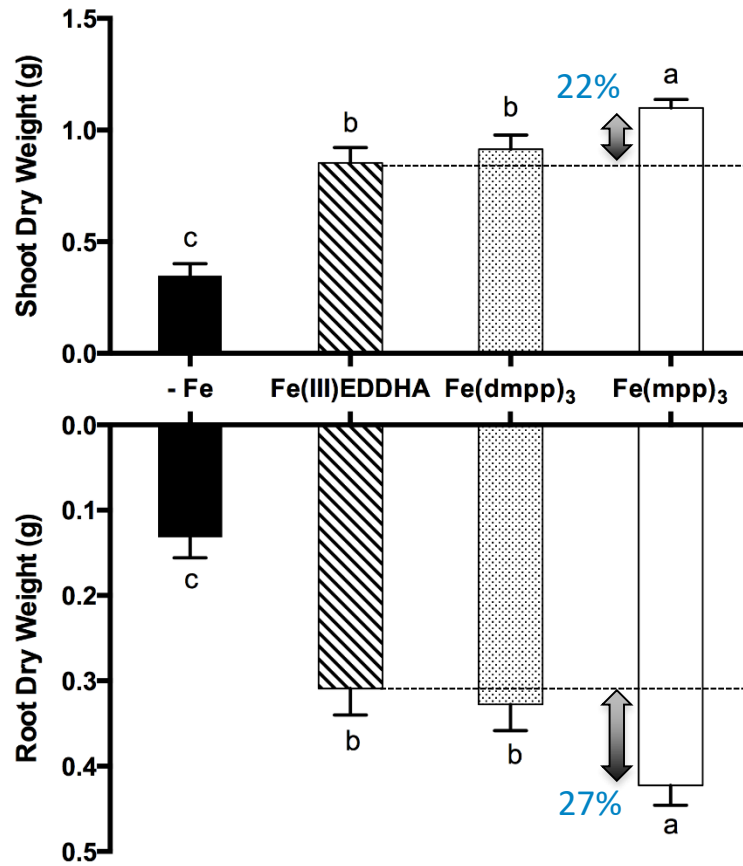 Shoot Dry Weight (g)
1.5
1.0
0.5
0.0
c
b
b
a
22%
- Fe
Fe(III)EDDHA
Fe(dmpp)₃
Fe(mpp)₃
Root Dry Weight (g)
0.0
0.1
0.2
0.3
0.4
0.5
c
b
b
a
27%